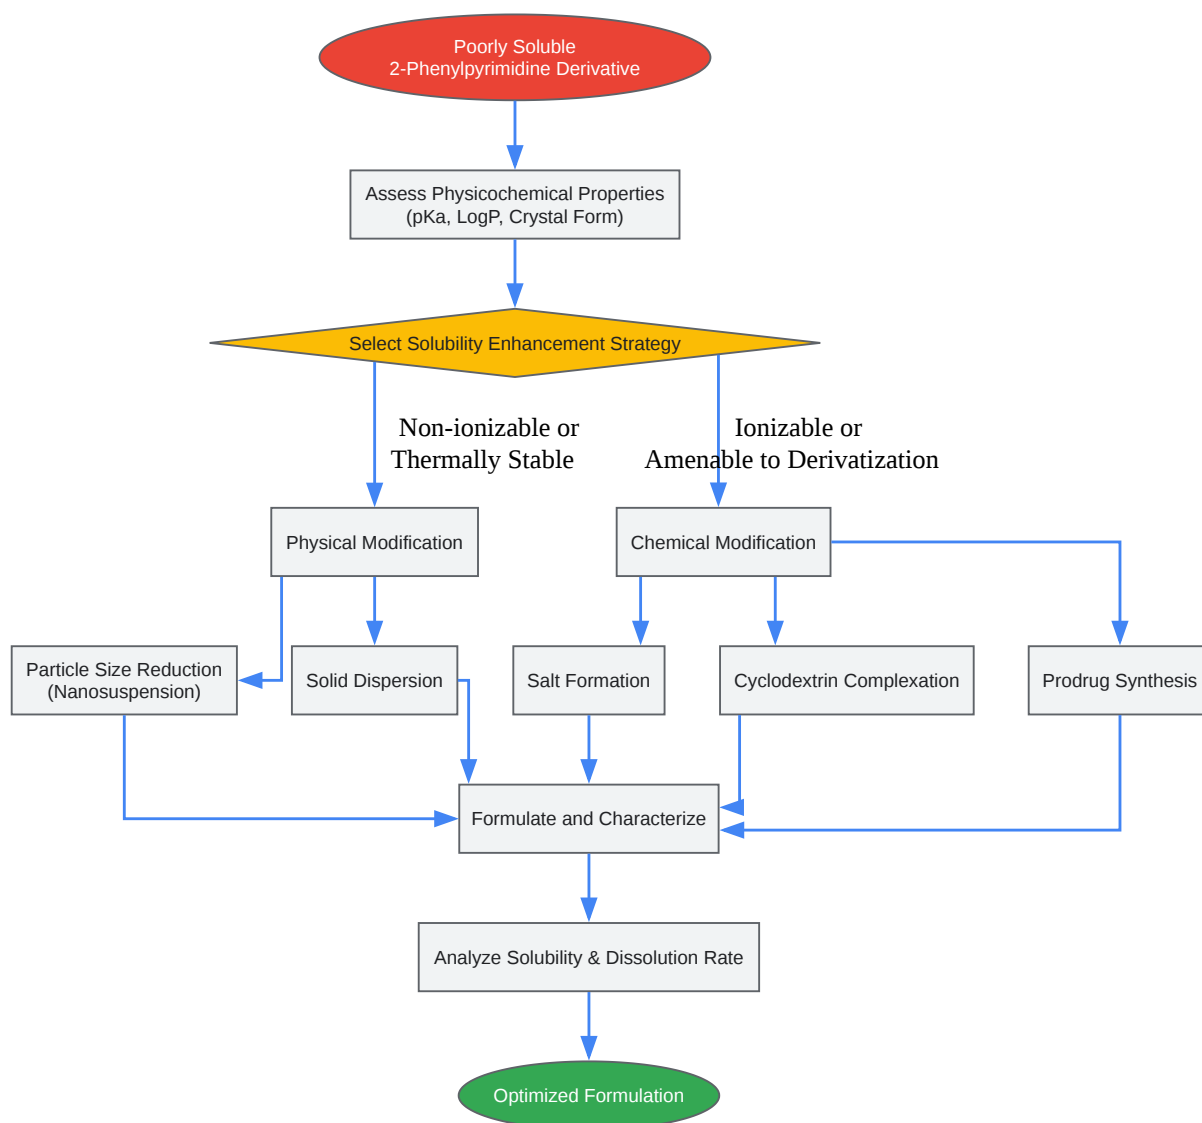 Poorly Soluble
2-Phenylpyrimidine Derivative
Assess Physicochemical Properties
(pKa, LogP, Crystal Form)
Select Solubility Enhancement Strategy
Non-ionizable or
Thermally Stable
Ionizable or
Amenable to Derivatization
Physical Modification
Chemical Modification
Particle Size Reduction
(Nanosuspension)
Solid Dispersion
Salt Formation
Cyclodextrin Complexation
Prodrug Synthesis
Formulate and Characterize
Analyze Solubility & Dissolution Rate
Optimized Formulation